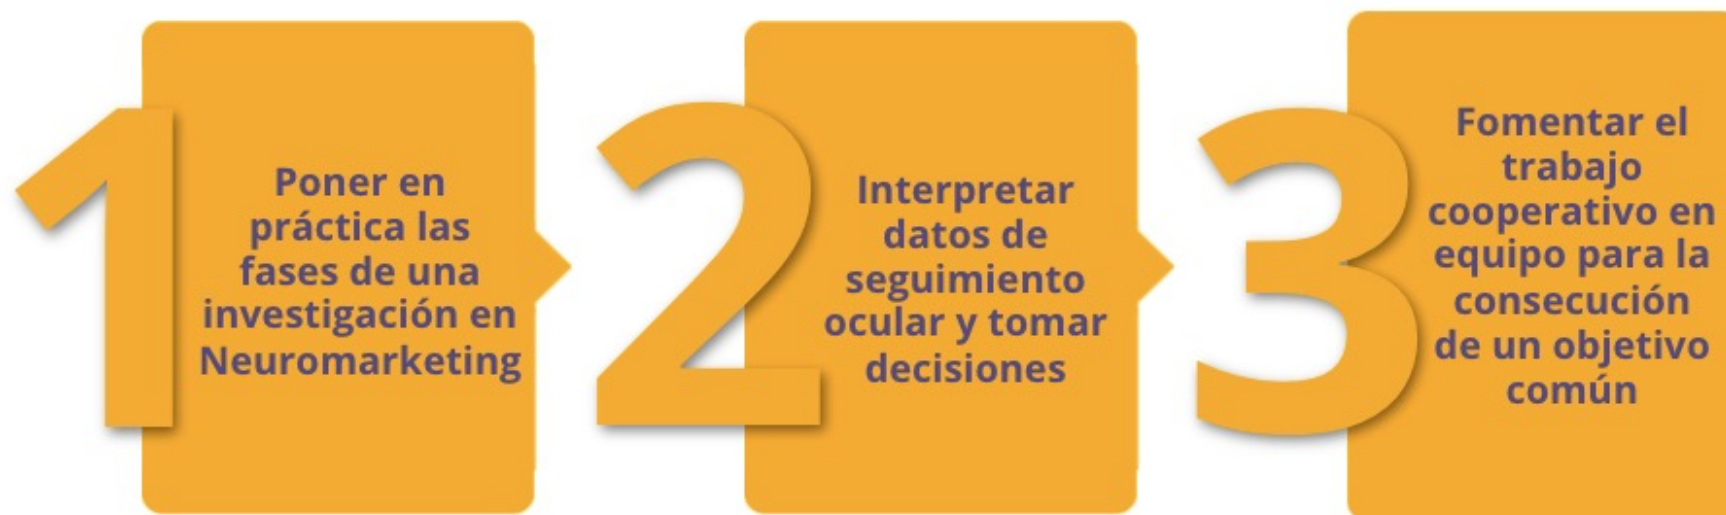 1
Poner en
práctica las
fases de una
investigación en
Neuromarketing
2
Interpretar
datos de
seguimiento
ocular y tomar
decisiones
3
Fomentar el
trabajo
cooperativo en
equipo para la
consecución
de un objetivo
común